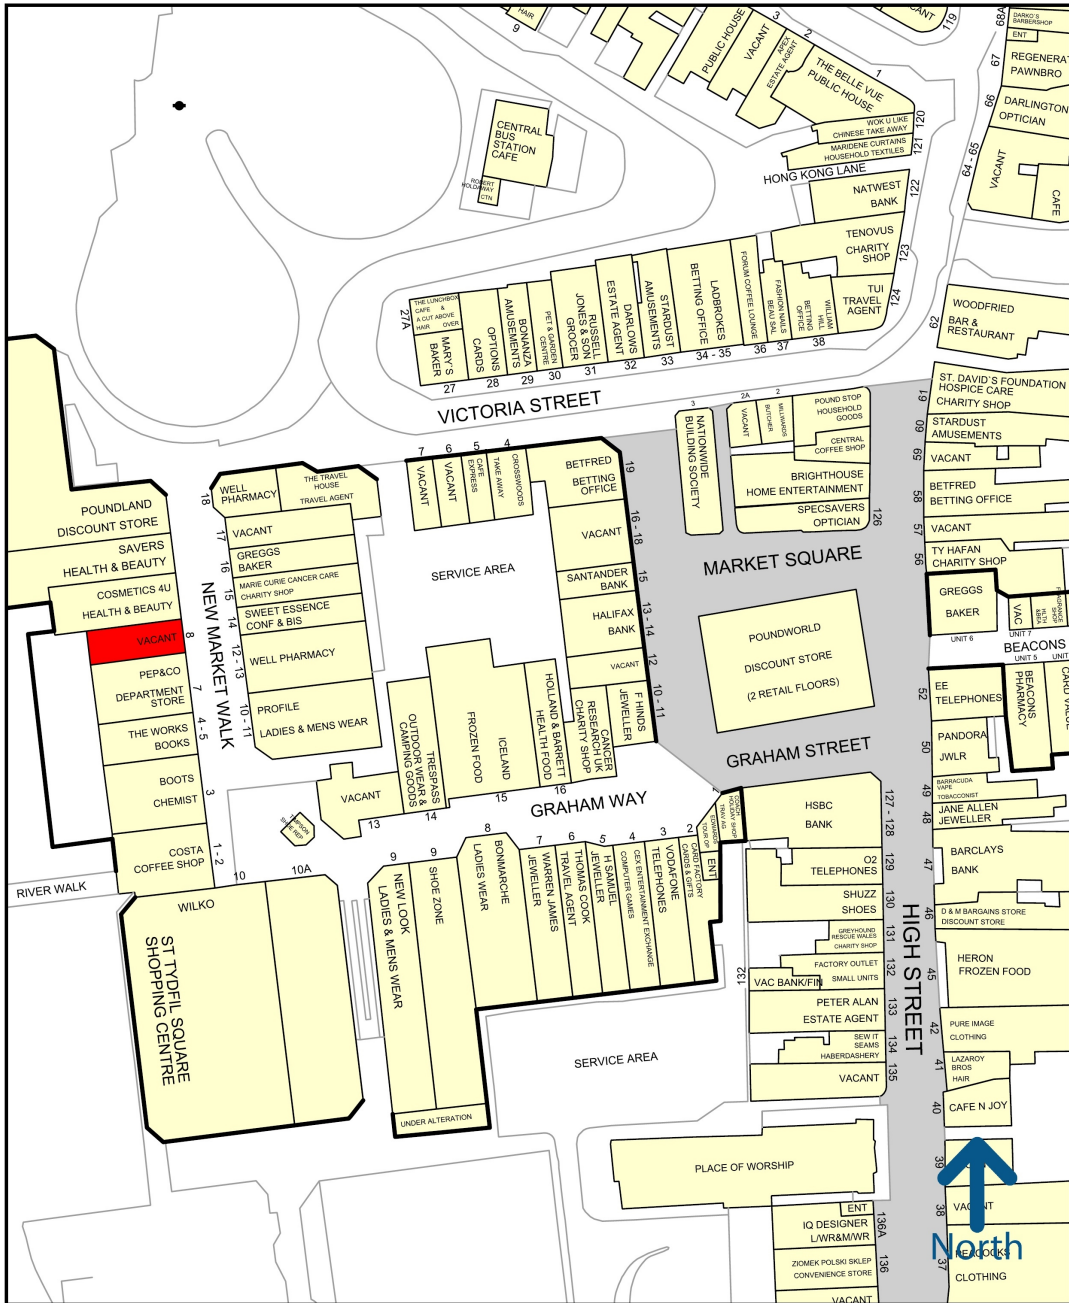 HAIR
9
PUBLIC HOUSE
3
VACANT
2
APEX
ESTATE AGENT
THE BELLE VUE
PUBLIC HOUSE
1
119
68A
DARKO'S
BARBERSHOP
ENT
67
REGENERA
PAWNBRO
66
DARLINGTON
OPTICIAN
64 - 65
VACANT
CAFE
CENTRAL
BUS
STATION
CAFE
ROBERT
HOLDAWAY
CTN
WOK U LIKE
CHINESE TAKE AWAY
120
MARIDENE CURTAINS
HOUSEHOLD TEXTILES
121
HONG KONG LANE
NATWEST
BANK
122
TENOVUS
CHARITY
SHOP
123
TUI
TRAVEL
AGENT
124
27A
THE LUNCHBOX
CAFE &
A CUT ABOVE
HAIR OVER
MARY'S
BAKER
27
OPTIONS
CARDS
28
BONANZA
AMUSEMENTS
29
PET & GARDEN
CENTRE
30
RUSSELL
JONES & SON
GROCER
31
DARLOWS
ESTATE AGENT
32
STARDUST
AMUSEMENTS
33
LADBROKES
BETTING OFFICE
34 - 35
FORUM COFFEE LOUNGE
36
FASHION NAILS
BEAU SAL
37
WILLIAM
HILL
BETTING
OFFICE
38
VICTORIA STREET
62
WOODFRIED
BAR &
RESTAURANT
61
ST. DAVID'S FOUNDATION
HOSPICE CARE
CHARITY SHOP
60
STARDUST
AMUSEMENTS
59
VACANT
58
BETFRED
BETTING OFFICE
57
VACANT
56
TY HAFAN
CHARITY SHOP
GREGGS
BAKER
UNIT 6
VAC
UNIT 7
HLTH
&BEA
BEACONS
UNIT 5
UNIT
BEACONS
PHARMACY
CARD VALUE
3
NATIONWIDE
BUILDING SOCIETY
2A
VACANT
2
MILLWARDS
BUTCHER
POUND STOP
HOUSEHOLD
GOODS
CENTRAL
COFFEE SHOP
BRIGHTHOUSE
HOME ENTERTAINMENT
SPECSAVERS
OPTICIAN
126
MARKET SQUARE
POUNDWORLD
DISCOUNT STORE
(2 RETAIL FLOORS)
GRAHAM STREET
7
VACANT
6
VACANT
5
CAFE
EXPRESS
4
CROSSWOODS
TAKE AWAY
BETFRED
BETTING
OFFICE
19
VACANT
16 - 18
SANTANDER
BANK
15
HALIFAX
BANK
13 - 14
VACANT
12
F HINDS
JEWELLER
10 - 11
SERVICE AREA
POUNDLAND
DISCOUNT STORE
SAVERS
HEALTH & BEAUTY
COSMETICS 4U
HEALTH & BEAUTY
VACANT
8
PEP&CO
DEPARTMENT
STORE
7
THE WORKS
BOOKS
4- 5
BOOTS
CHEMIST
3
COSTA
COFFEE SHOP
1 - 2
RIVER WALK
NEW MARKET WALK
18
WELL
PHARMACY
THE TRAVEL
HOUSE
TRAVEL AGENT
17
VACANT
16
GREGGS
BAKER
15
MARIE CURIE CANCER CARE
CHARITY SHOP
14
SWEET ESSENCE
CONF & BIS
12 - 13
WELL PHARMACY
10 - 11
PROFILE
LADIES & MENS WEAR
VACANT
13
TIMPSON
SHOE REP
TRESPASS
OUTDOOR WEAR &
CAMPING GOODS
14
ICELAND
FROZEN FOOD
15
HOLLAND & BARRETT
HEALTH FOOD
16
CANCER
RESEARCH UK
CHARITY SHOP
GRAHAM WAY
10
10A
WILKO
ST TYDFIL SQUARE
SHOPPING CENTRE
9
NEW LOOK
LADIES & MENS WEAR
9
SHOE ZONE
8
BONMARCHE
LADIES WEAR
7
WARREN JAMES
JEWELLER
6
THOMAS COOK
TRAVEL AGENT
5
H SAMUEL
JEWELLER
4
CEX ENTERTAINMENT EXCHANGE
COMPUTER GAMES
3
VODAFONE
TELEPHONES
2
CARD FACTORY
CARDS & GIFTS
ENT
EDWARDS
TOUR OP
COACH
HOLIDAY SHOP
TRAV AG
UNDER ALTERATION
SERVICE AREA
HSBC
BANK
127 - 128
O2
TELEPHONES
129
SHUZZ
SHOES
130
GREYHOUND
RESCUE WALES
CHARITY SHOP
131
FACTORY OUTLET
SMALL UNITS
132
VAC BANK/FIN
132
PETER ALAN
ESTATE AGENT
133
SEW IT
SEAMS
HABERDASHERY
134
VACANT
135
HIGH STREET
52
EE
TELEPHONES
50
PANDORA
JWLR
49
BARRACUDA
VAPE
TOBACCONIST
48
JANE ALLEN
JEWELLER
47
BARCLAYS
BANK
46
D & M BARGAINS STORE
DISCOUNT STORE
45
HERON
FROZEN FOOD
42
PURE IMAGE
CLOTHING
41
LAZAROY
BROS
HAIR
40
CAFE N JOY
39
38
VACANT
North
37
PEACOCKS
CLOTHING
PLACE OF WORSHIP
ENT
136A
IQ DESIGNER
L/WR&M/WR
ZIOMEK POLSKI SKLEP
CONVENIENCE STORE
136
VACANT